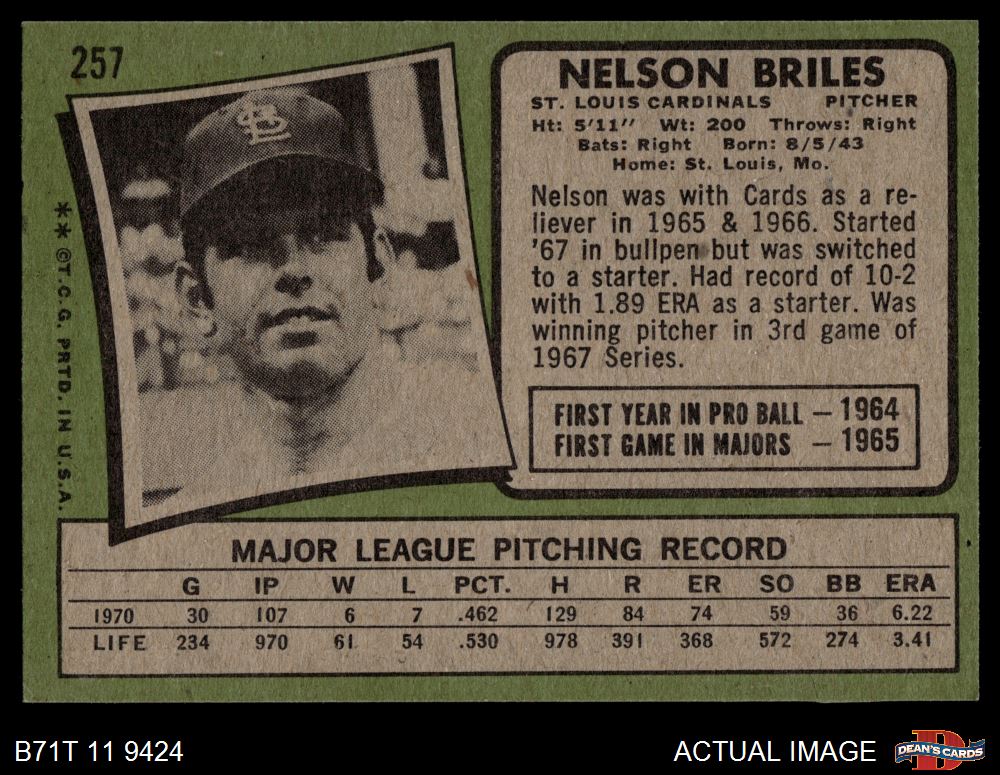 257
NELSON BRILES
ST. LOUIS CARDINALS PITCHER
Ht: 5'11" Wt: 200 Throws: Right
Bats: Right Born: 8/5/43
Home: St. Louis, Mo.
Nelson was with Cards as a re-
liever in 1965 & 1966. Started
'67 in bullpen but was switched
to a starter. Had record of 10-2
with 1.89 ERA as a starter. Was
winning pitcher in 3rd game of
1967 Series.
FIRST YEAR IN PRO BALL — 1964
FIRST GAME IN MAJORS — 1965
StL
** ©T.C.G. PRTD. IN U.S.A.
MAJOR LEAGUE PITCHING RECORD
G IP W L PCT. H R ER SO BB ERA
1970 30 107 6 7 .462 129 84 74 59 36 6.22
LIFE 234 970 61 54 .530 978 391 368 572 274 3.41
B71T 11 9424
ACTUAL IMAGE
D
DEAN'S CARDS